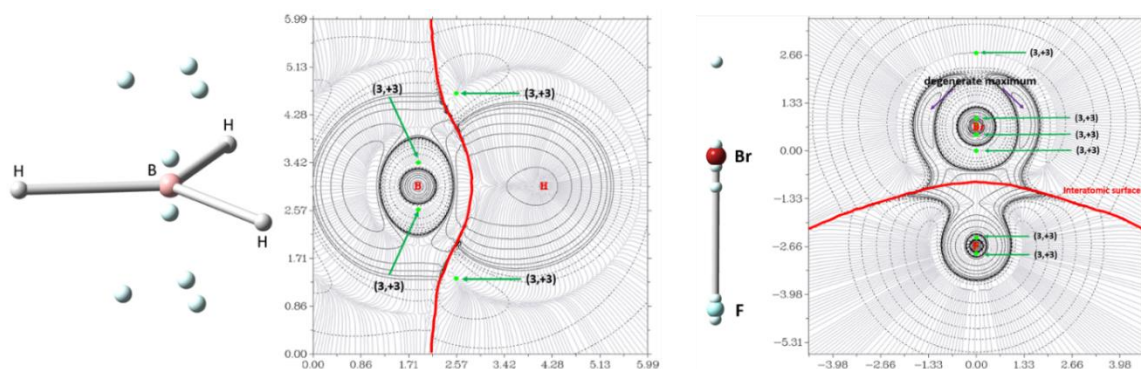 H
B
H
H
5.99
5.13
4.28
3.42
2.57
1.71
0.86
0.00
0.00 0.86 1.71 2.57 3.42 4.28 5.13 5.99
(3,+3) (3,+3)
B H
(3,+3) (3,+3)
Br
F
2.66
1.33
0.00
−1.33
−2.66
−3.98
−5.31
−3.98 −2.66 −1.33 0.00 1.33 2.66 3.98
(3,+3)
degenerate maximum
(3,+3)
(3,+3)
(3,+3)
Interatomic surface
(3,+3)
(3,+3)